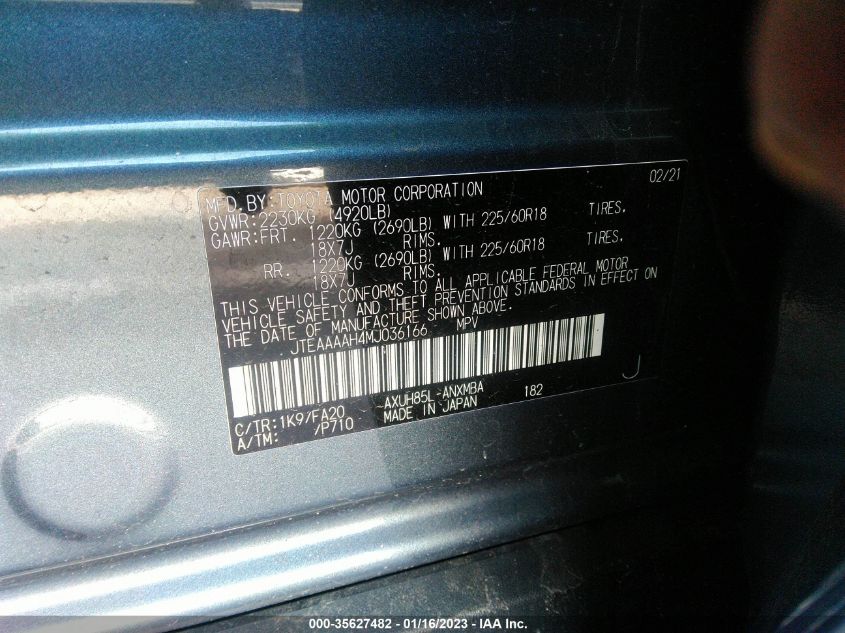 MFD.BY:TOYOTA MOTOR CORPORATION 02/21
GVWR:2230KG (4920LB)
GAWR:FRT. 1220KG (2690LB) WITH 225/60R18 TIRES.
18X7J RIMS.
RR. 1220KG (2690LB) WITH 225/60R18 TIRES.
18X7J RIMS.
THIS VEHICLE CONFORMS TO ALL APPLICABLE FEDERAL MOTOR
VEHICLE SAFETY AND THEFT PREVENTION STANDARDS IN EFFECT ON
THE DATE OF MANUFACTURE SHOWN ABOVE.
JTEAAAAH4MJ036166 MPV
C/TR:1K9/FA20 AXUH85L-ANXMBA 182 J
A/TM: /P710 MADE IN JAPAN
000-35627482 - 01/16/2023 - IAA Inc.